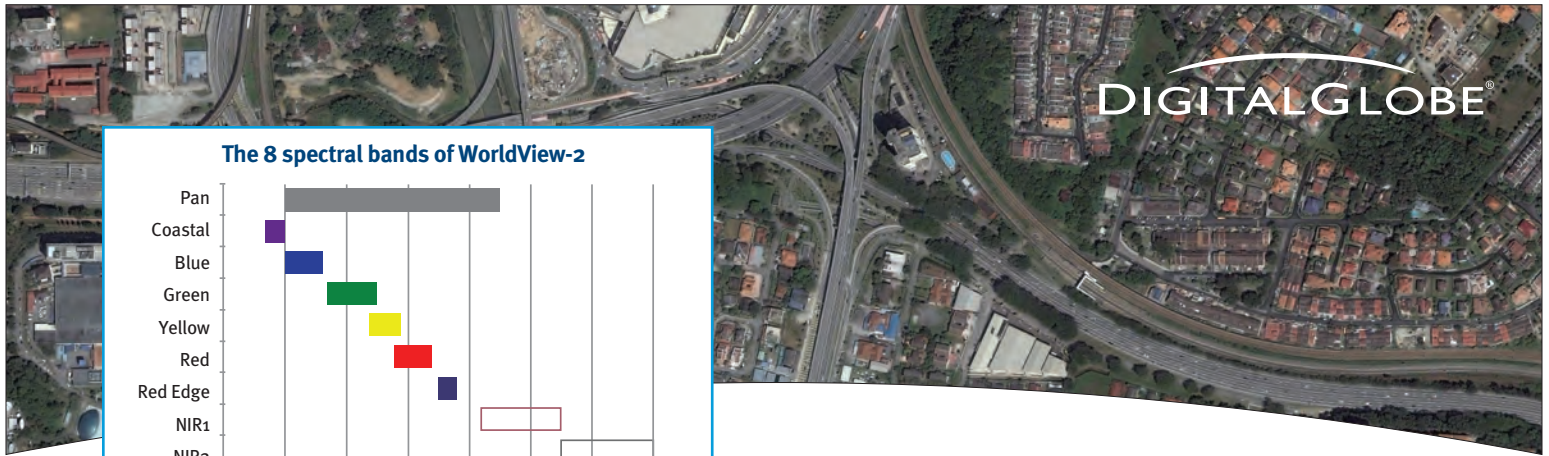 DIGITALGLOBE®
The 8 spectral bands of WorldView-2
Pan
Coastal
Blue
Green
Yellow
Red
Red Edge
NIR1